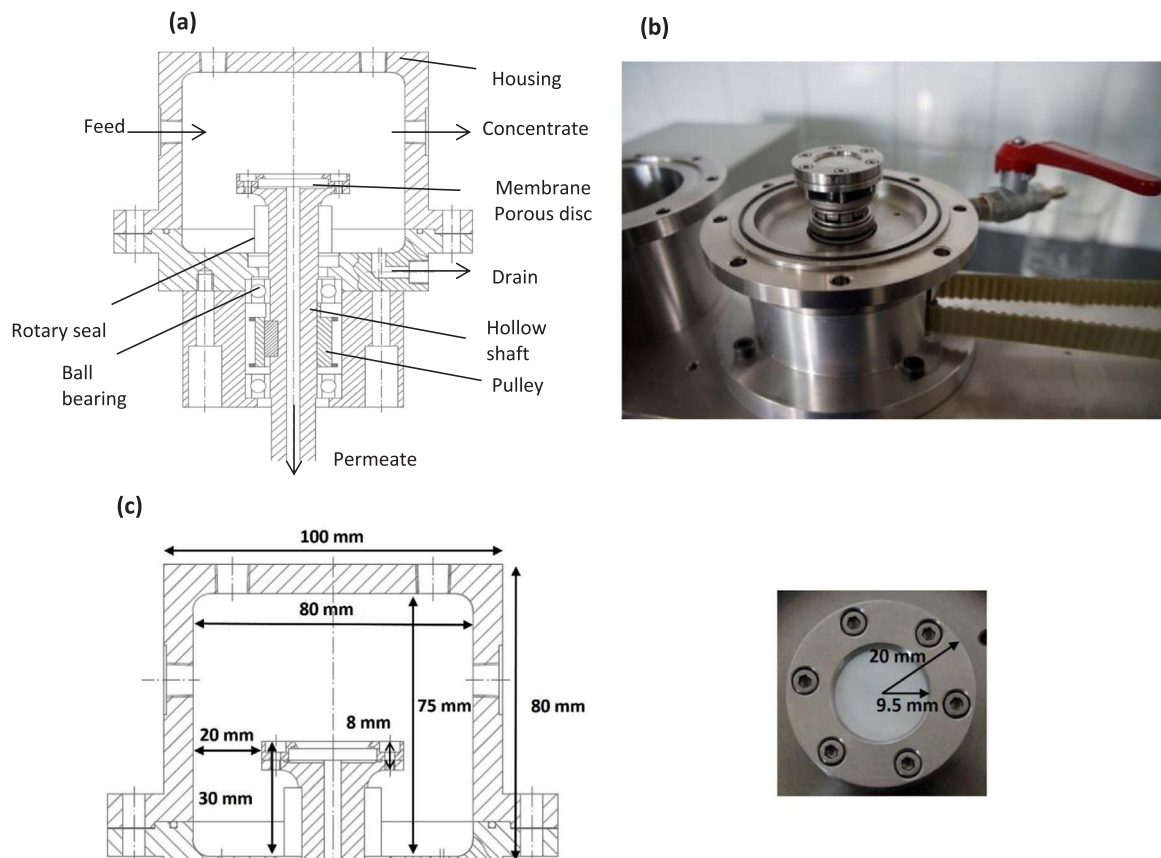 (a)
(b)
Housing
Feed
Concentrate
Membrane
Porous disc
Drain
Rotary seal
Hollow
shaft
Ball
bearing
Pulley
Permeate
(c)
100 mm
80 mm
75 mm
80 mm
8 mm
20 mm
30 mm
20 mm
9.5 mm